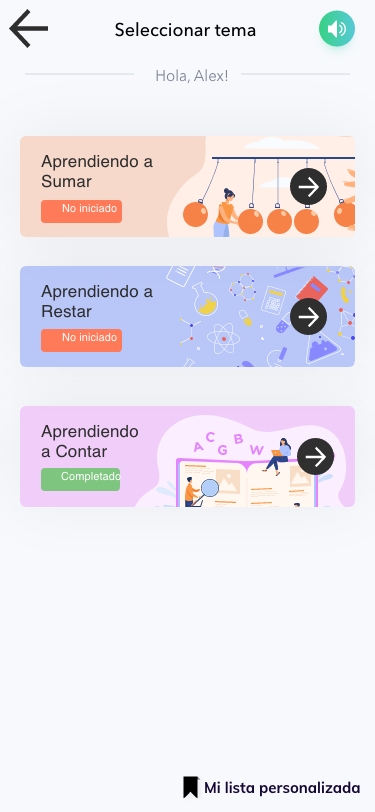 Seleccionar tema
Hola, Alex!
Aprendiendo a
Sumar
No iniciado
Aprendiendo a
Restar
No iniciado
Aprendiendo
a Contar
Completado
A C G B W
Mi lista personalizada